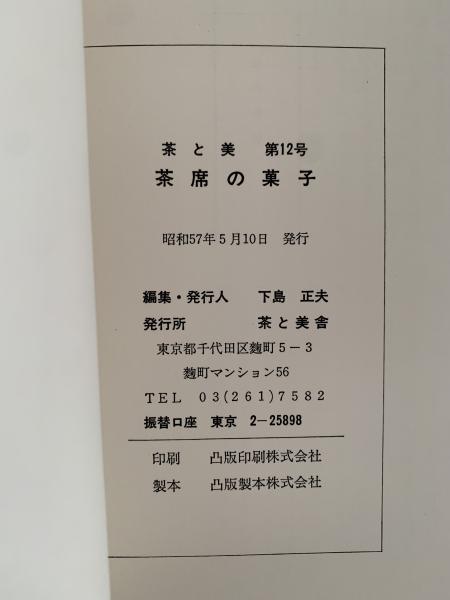 茶と美　第12号
茶席の菓子
昭和57年5月10日　発行
編集・発行人　下島　正夫
発行所　茶と美舎
東京都千代田区麹町5－3
麹町マンション56
TEL　03(261)7582
振替口座　東京　2－25898
印刷　凸版印刷株式会社
製本　凸版製本株式会社